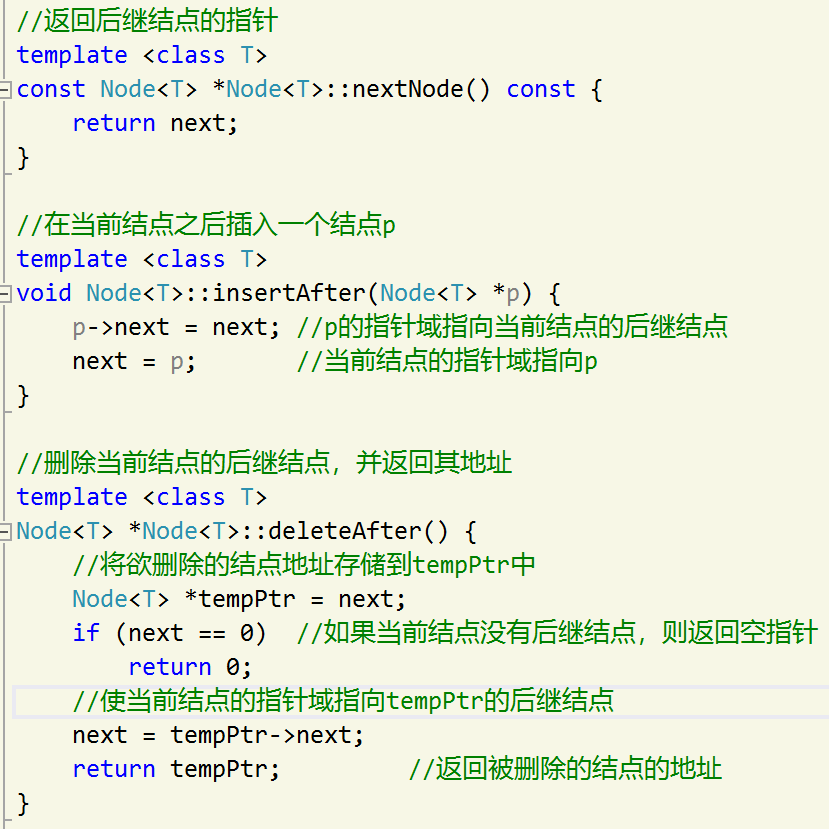 //返回后继结点的指针
template <class T>
const Node<T> *Node<T>::nextNode() const {
    return next;
}
//在当前结点之后插入一个结点p
template <class T>
void Node<T>::insertAfter(Node<T> *p) {
    p->next = next; //p的指针域指向当前结点的后继结点
    next = p;       //当前结点的指针域指向p
}
//删除当前结点的后继结点，并返回其地址
template <class T>
Node<T> *Node<T>::deleteAfter() {
    //将欲删除的结点地址存储到tempPtr中
    Node<T> *tempPtr = next;
    if (next == 0)  //如果当前结点没有后继结点，则返回空指针
        return 0;
    //使当前结点的指针域指向tempPtr的后继结点
    next = tempPtr->next;
    return tempPtr;         //返回被删除的结点的地址
}